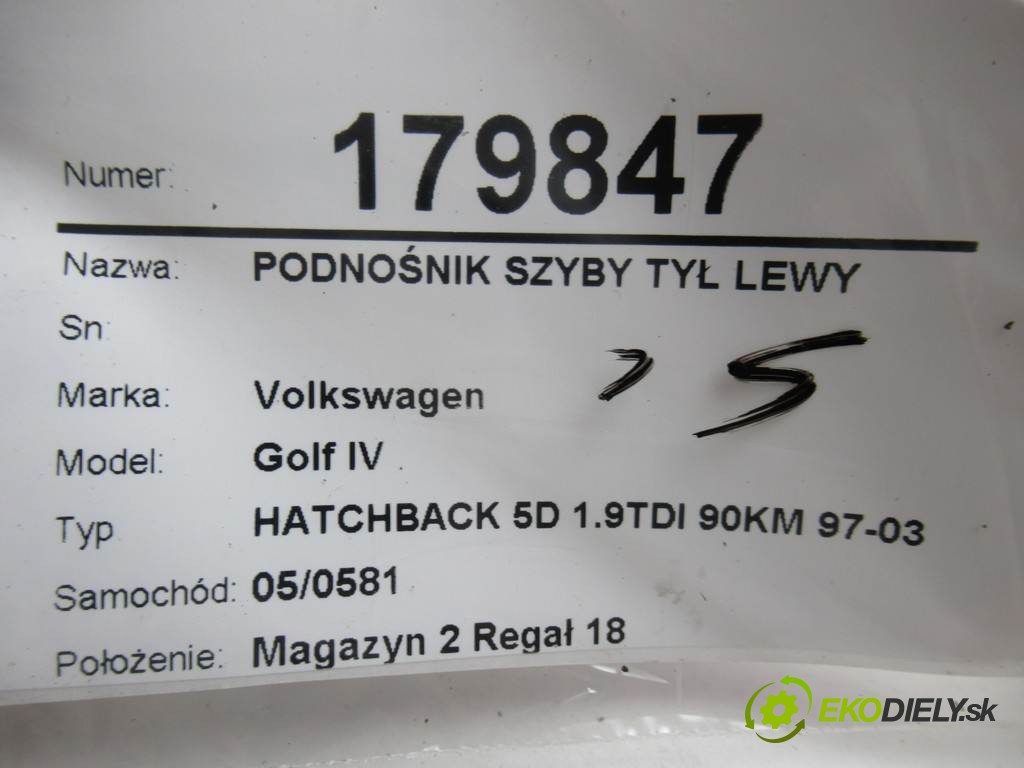 Numer: 179847
Nazwa: PODNOŚNIK SZYBY TYŁ LEWY
Sn:
Marka: Volkswagen
Model: Golf IV
Typ HATCHBACK 5D 1.9TDI 90KM 97-03
Samochód: 05/0581
Położenie: Magazyn 2 Regał 18
EKODIELY.sk